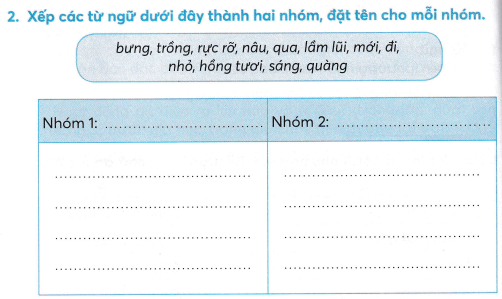 2. Xếp các từ ngữ dưới đây thành hai nhóm, đặt tên cho mỗi nhóm.
bưng, trồng, rực rỡ, nâu, qua, lầm lũi, mới, đi,
nhỏ, hồng tươi, sáng, quàng
Nhóm 1: ................................. Nhóm 2: ................................